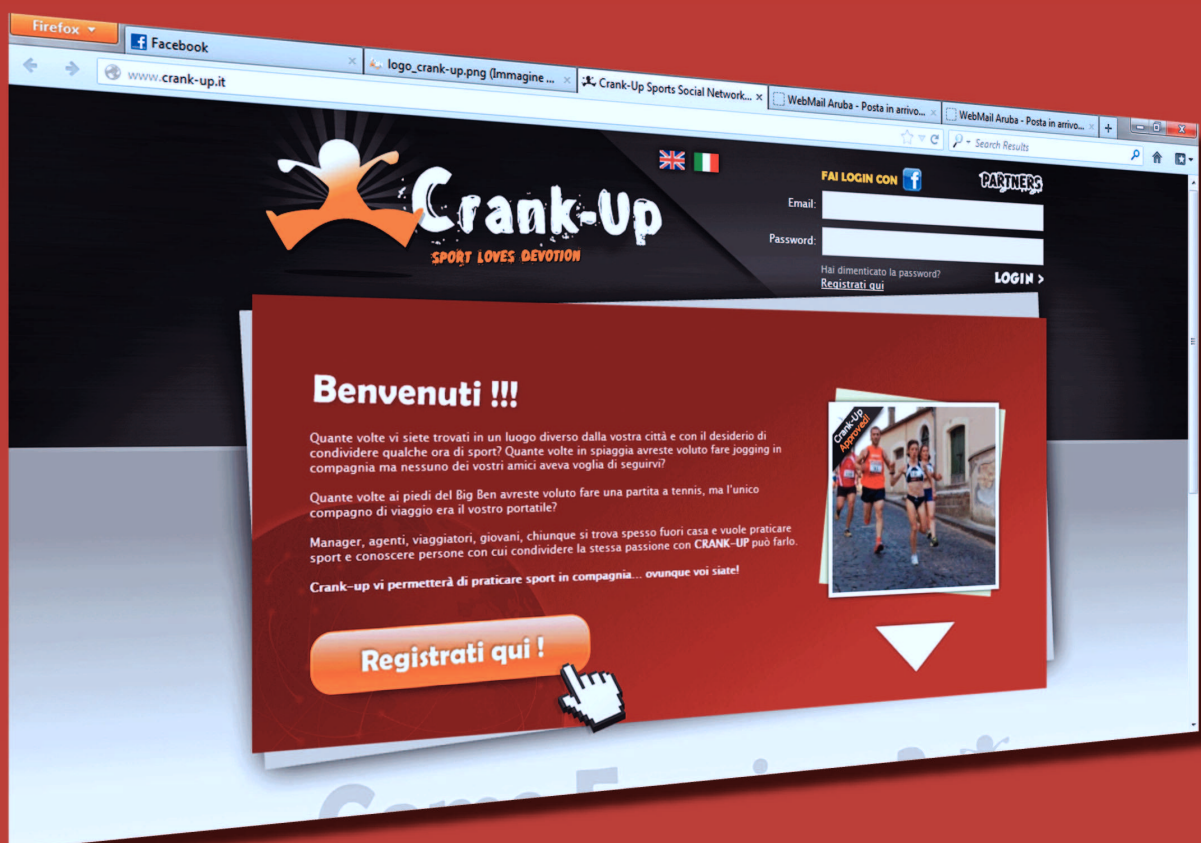 Firefox
Facebook
logo_crank-up.png (Immagine ...
Crank-Up Sports Social Network...
WebMail Aruba - Posta in arrivo...
WebMail Aruba - Posta in arrivo...
www.crank-up.it
Search Results
Crank-Up
SPORT LOVES DEVOTION
FAI LOGIN CON
PARTNERS
Email:
Password:
Hai dimenticato la password?
Registrati qui
LOGIN >
Benvenuti !!!
Quante volte vi siete trovati in un luogo diverso dalla vostra città e con il desiderio di
condividere qualche ora di sport? Quante volte in spiaggia avreste voluto fare jogging in
compagnia ma nessuno dei vostri amici aveva voglia di seguirvi?
Quante volte ai piedi del Big Ben avreste voluto fare una partita a tennis, ma l'unico
compagno di viaggio era il vostro portatile?
Manager, agenti, viaggiatori, giovani, chiunque si trova spesso fuori casa e vuole praticare
sport e conoscere persone con cui condividere la stessa passione con CRANK-UP può farlo.
Crank-up vi permetterà di praticare sport in compagnia... ovunque voi siate!
Crank-Up
Approved!
Registrati qui !